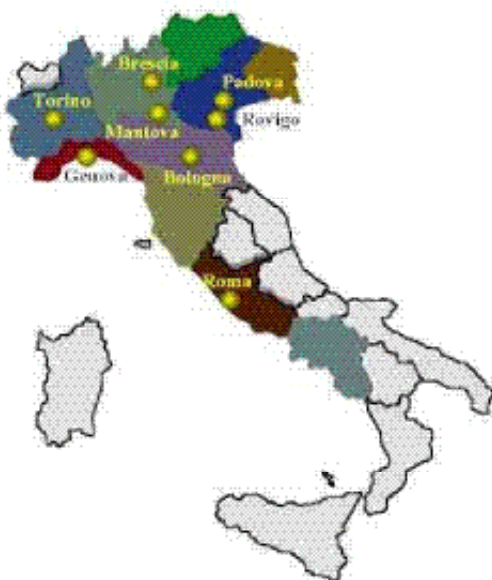 Brescia
Padova
Torino
Rovigo
Mantova
Genova
Bologna
Roma